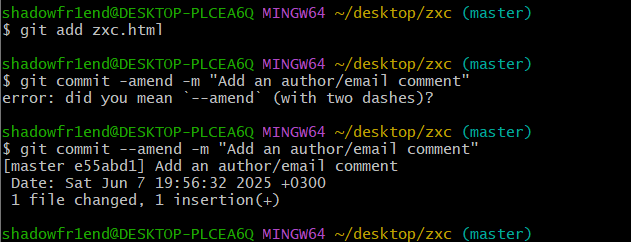 shadowfr1end@DESKTOP-PLCEA6Q MINGW64 ~/desktop/zxc (master)
$ git add zxc.html
shadowfr1end@DESKTOP-PLCEA6Q MINGW64 ~/desktop/zxc (master)
$ git commit -amend -m "Add an author/email comment"
error: did you mean `--amend` (with two dashes)?
shadowfr1end@DESKTOP-PLCEA6Q MINGW64 ~/desktop/zxc (master)
$ git commit --amend -m "Add an author/email comment"
[master e55abd1] Add an author/email comment
 Date: Sat Jun 7 19:56:32 2025 +0300
 1 file changed, 1 insertion(+)
shadowfr1end@DESKTOP-PLCEA6Q MINGW64 ~/desktop/zxc (master)